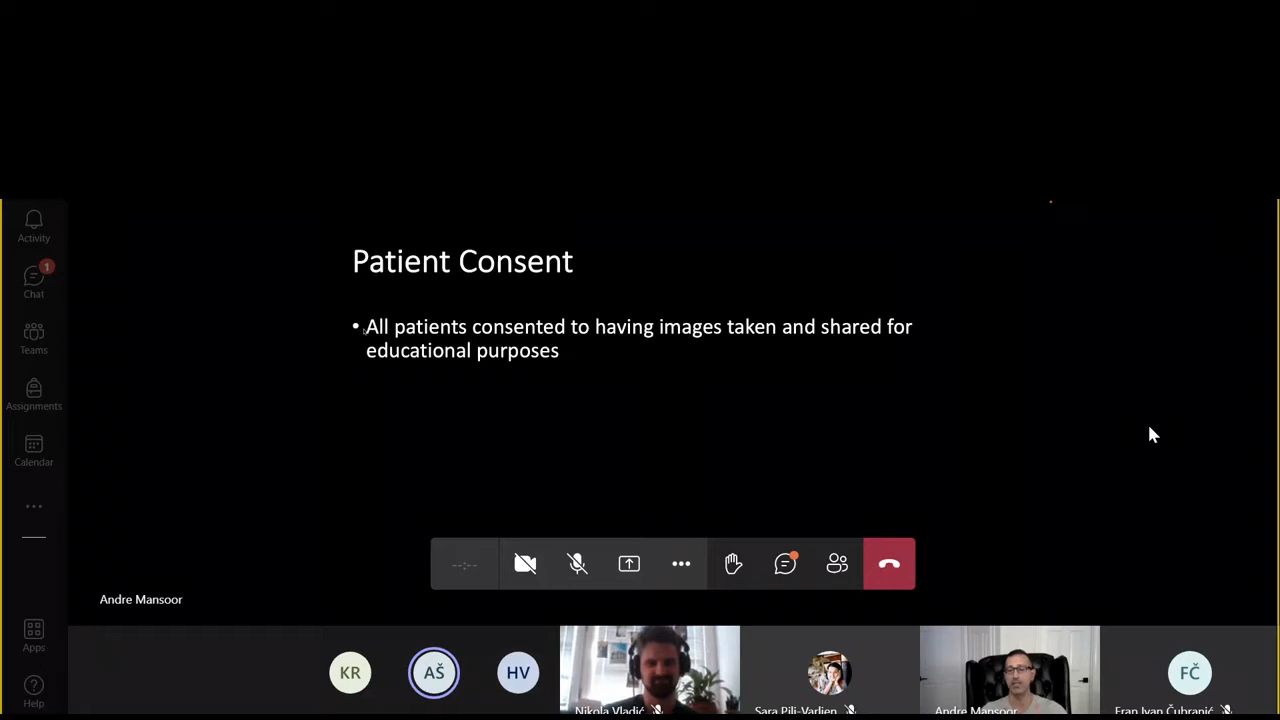 Activity
1
Chat
Teams
Assignments
Calendar
Apps
Help
Patient Consent
• All patients consented to having images taken and shared for
educational purposes
--:--
Andre Mansoor
KR
AŠ
HV
FČ
Nikola Vladić
Sara Pilj-Varljen
Andre Mansoor
Fran Ivan Čubranić